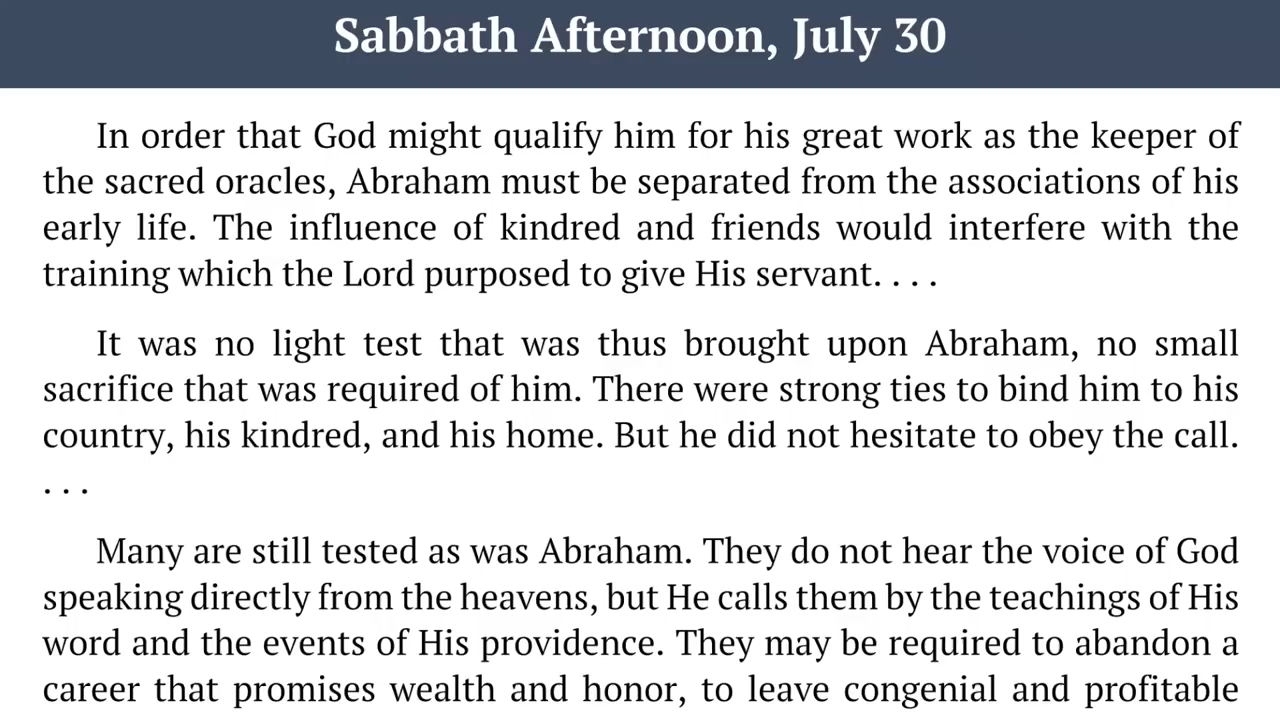 Sabbath Afternoon, July 30
In order that God might qualify him for his great work as the keeper of
the sacred oracles, Abraham must be separated from the associations of his
early life. The influence of kindred and friends would interfere with the
training which the Lord purposed to give His servant. . . .
It was no light test that was thus brought upon Abraham, no small
sacrifice that was required of him. There were strong ties to bind him to his
country, his kindred, and his home. But he did not hesitate to obey the call.
. . .
Many are still tested as was Abraham. They do not hear the voice of God
speaking directly from the heavens, but He calls them by the teachings of His
word and the events of His providence. They may be required to abandon a
career that promises wealth and honor, to leave congenial and profitable